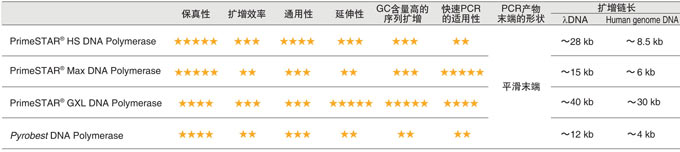 保真性 扩增效率 通用性 延伸性 GC含量高的序列扩增 快速PCR的适用性 PCR产物末端的形状 扩增链长
λDNA Human genome DNA
PrimeSTAR® HS DNA Polymerase ★★★★★ ★★★ ★★★★ ★★★ ★★★ ★★ ～28 kb ～8.5 kb
PrimeSTAR® Max DNA Polymerase ★★★★★ ★★ ★★★ ★★ ★★★ ★★★★★ ～15 kb ～6 kb
平滑末端
PrimeSTAR® GXL DNA Polymerase ★★★★ ★★★ ★★★ ★★★★★ ★★★★★ ★★★★ ～40 kb ～30 kb
Pyrobest DNA Polymerase ★★★★ ★★ ★★★ ★★ ★★ ★★ ～12 kb ～4 kb